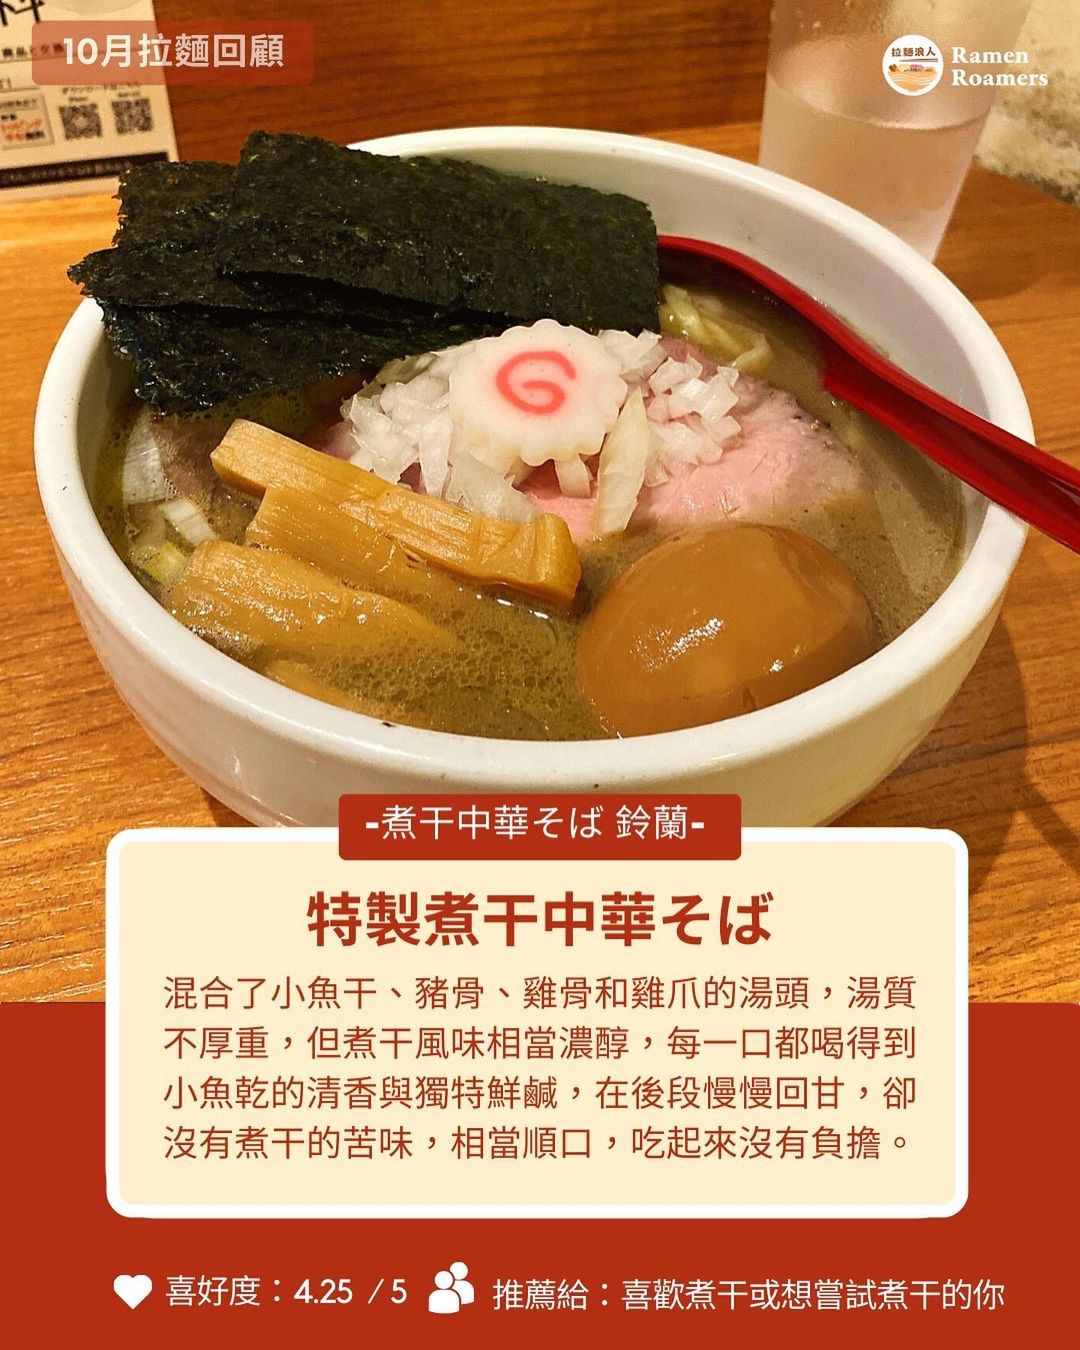 10月拉麵回顧
拉麵浪人
Ramen
Roamers
-煮干中華そば 鈴蘭-
特製煮干中華そば
混合了小魚干、豬骨、雞骨和雞爪的湯頭，湯質
不厚重，但煮干風味相當濃醇，每一口都喝得到
小魚乾的清香與獨特鮮鹹，在後段慢慢回甘，卻
沒有煮干的苦味，相當順口，吃起來沒有負擔。
喜好度：4.25 / 5
推薦給：喜歡煮干或想嘗試煮干的你